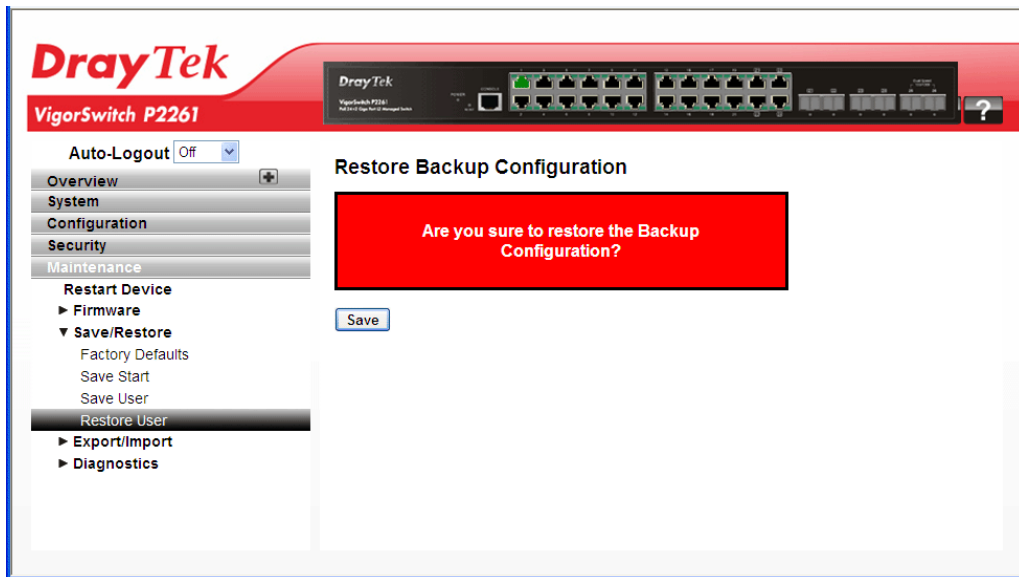 DrayTek
VigorSwitch P2261
DrayTek
VigorSwitch P2261
?
Auto-Logout Off
Overview
System
Configuration
Security
Maintenance
Restart Device
► Firmware
▼ Save/Restore
Factory Defaults
Save Start
Save User
Restore User
► Export/Import
► Diagnostics
Restore Backup Configuration
Are you sure to restore the Backup
Configuration?
Save